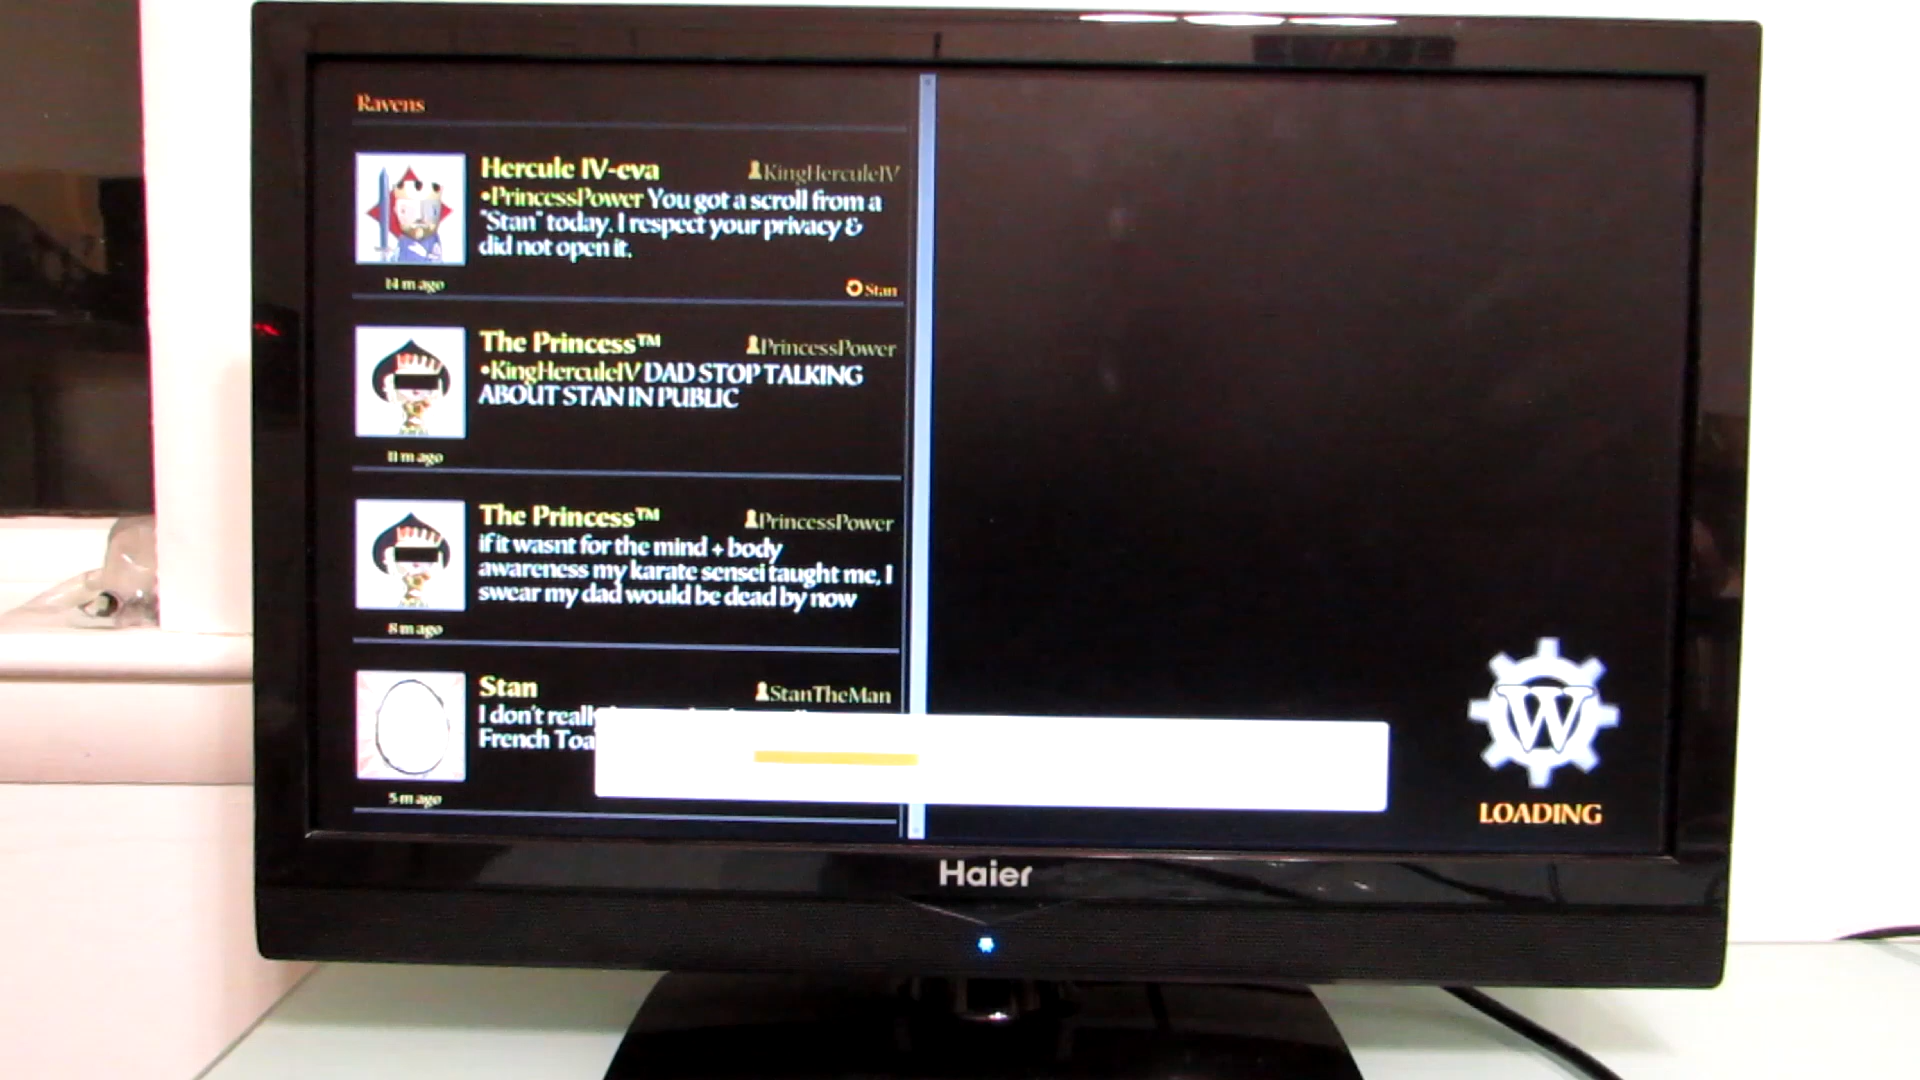 Ravens
Hercule IV-eva
KingHerculeIV
•PrincessPower You got a scroll from a
"Stan" today. I respect your privacy &
did not open it.
14 m ago
Stan
The Princess™
PrincessPower
•KingHerculeIV DAD STOP TALKING
ABOUT STAN IN PUBLIC
11 m ago
The Princess™
PrincessPower
if it wasnt for the mind + body
awareness my karate sensei taught me, I
swear my dad would be dead by now
8 m ago
Stan
StanTheMan
I don't really
French Toa
5 m ago
W
LOADING
Haier